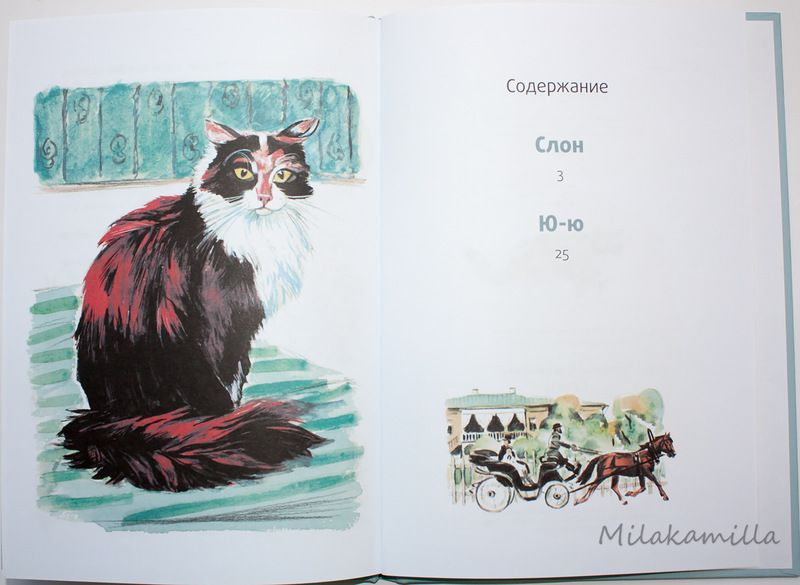 Содержание
Слон
3
Ю-ю
25
Milakamilla